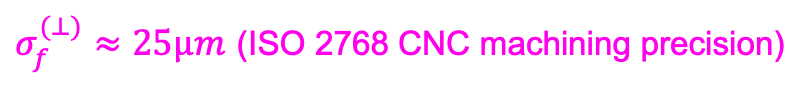 σ_f^(⊥) ≈ 25μm (ISO 2768 CNC machining precision)